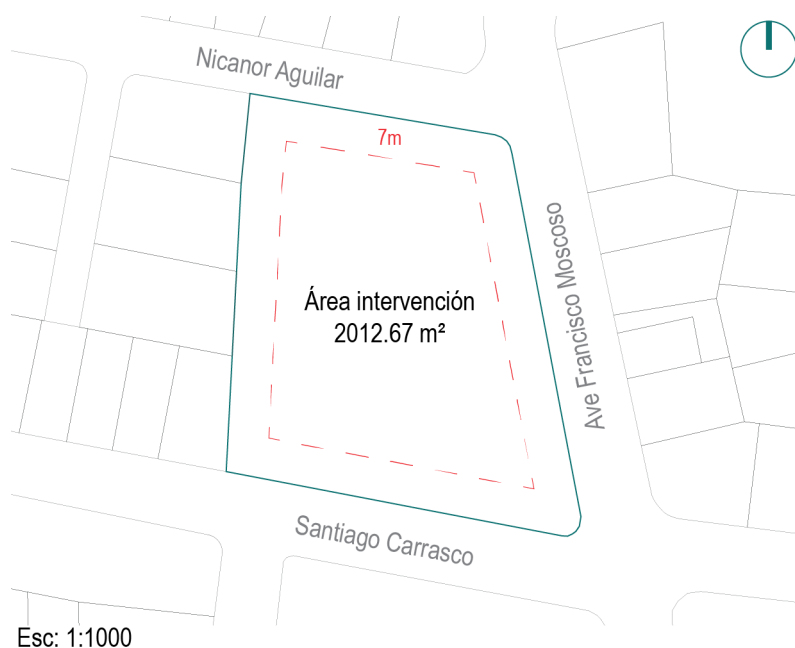 Nicanor Aguilar
7m
Ave Francisco Moscoso
Área intervención
2012.67 m²
Santiago Carrasco
Esc: 1:1000